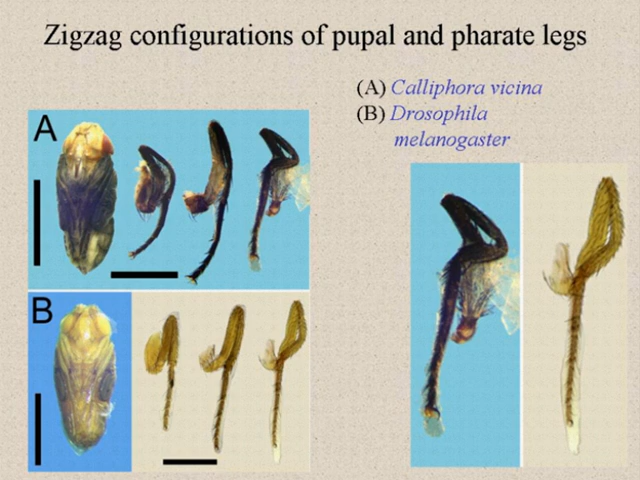 Zigzag configurations of pupal and pharate legs
(A) Calliphora vicina
(B) Drosophila
melanogaster
A
B